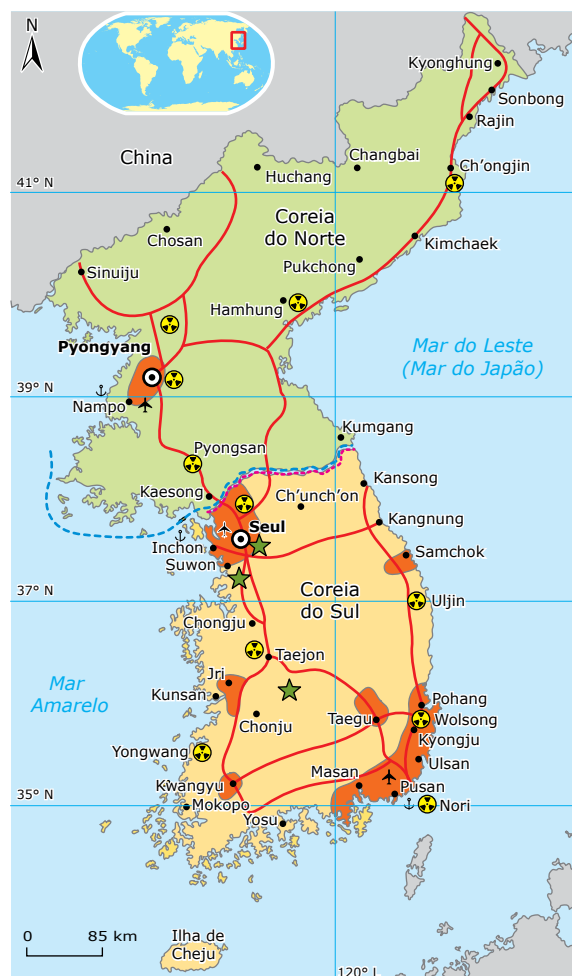 N
Kyonghung
Sonbong
Rajin
China
Changbai
Huchang
Ch'ongjin
41° N
Coreia
do Norte
Chosan
Kimchaek
Pukchong
Sinuiju
Hamhung
Pyongyang
Mar do Leste
(Mar do Japão)
39° N
Nampo
Kumgang
Pyongsan
Kaesong
Kansong
Ch'unch'on
Seul
Kangnung
Inchon
Samchok
Suwon
37° N
Coreia
do Sul
Uljin
Chongju
Taejon
Jri
Mar
Amarelo
Kunsan
Pohang
Chonju
Taegu
Wolsong
Kyongju
Yongwang
Ulsan
Masan
Kwangyu
Pusan
35° N
Mokopo
Nori
Yosu
0 85 km
Ilha de
Cheju
120° L